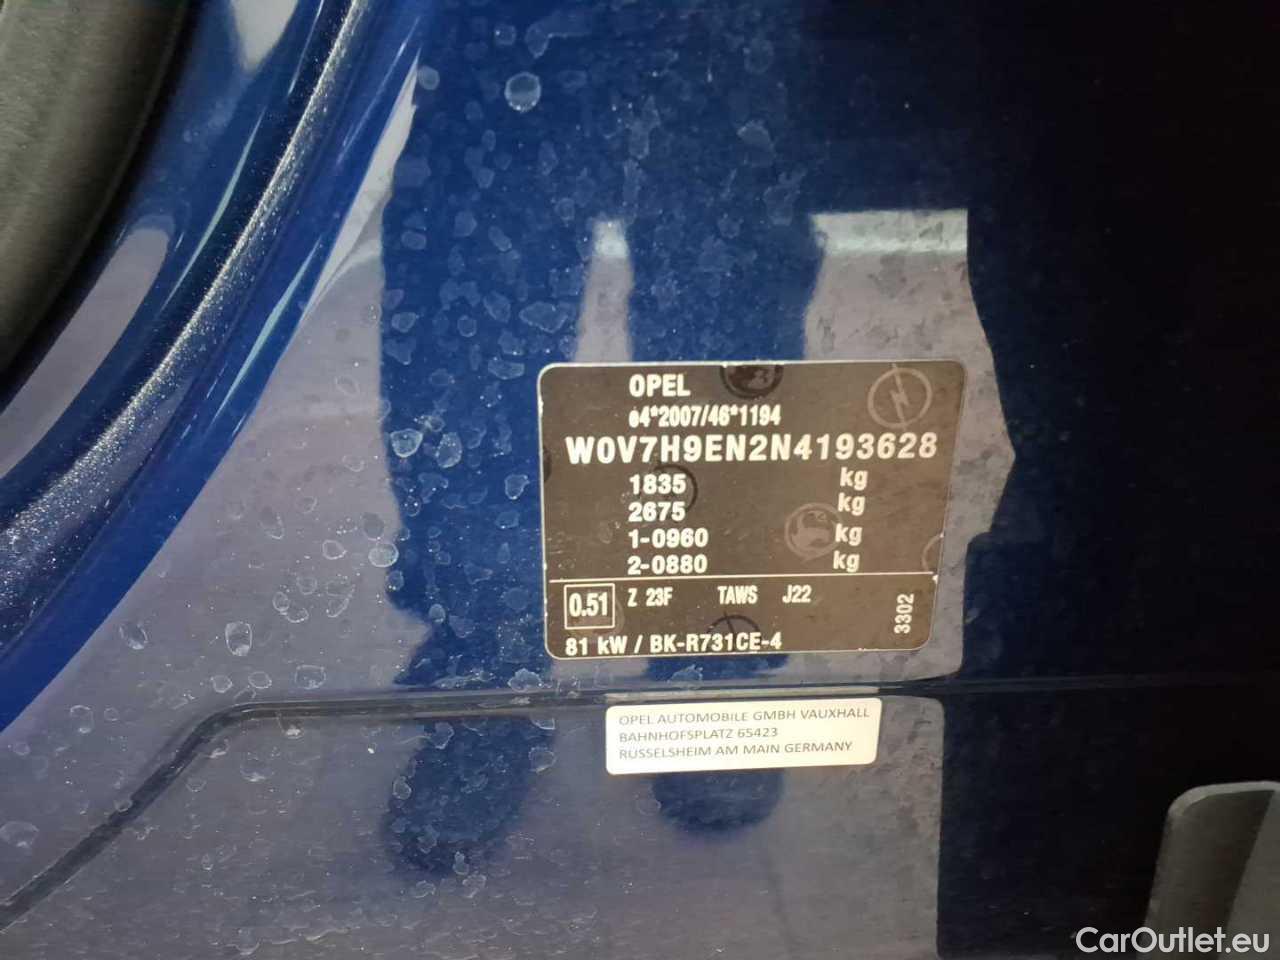 OPEL
e4*2007/46*1194
W0V7H9EN2N4193628
1835 kg
2675 kg
1-0960 kg
2-0880 kg
0.51 Z 23F TAWS J22
3302
81 kW / BK-R731CE-4
OPEL AUTOMOBILE GMBH VAUXHALL
BAHNHOFSPLATZ 65423
RUSSELSHEIM AM MAIN GERMANY
CarOutlet.eu